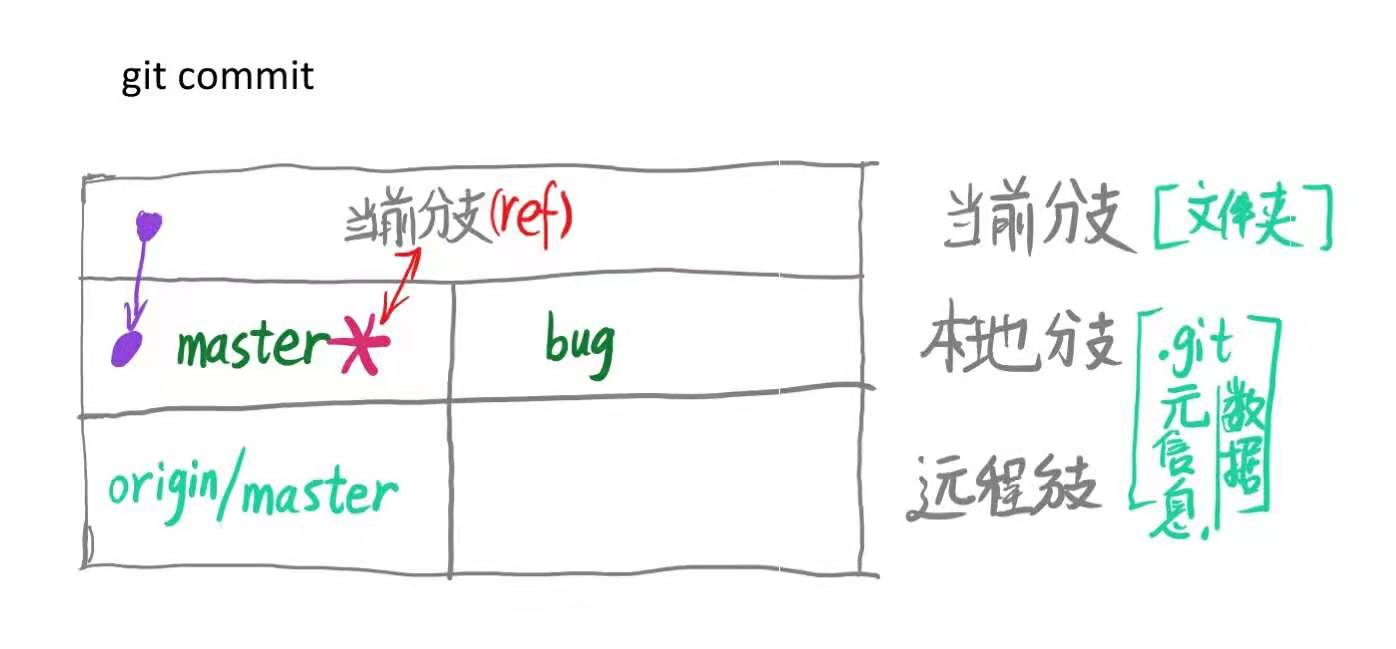 git commit
当前分支(ref)
当前分支 [文件夹]
master
bug
本地分支
origin/master
远程分支
.git
元信息.
数据